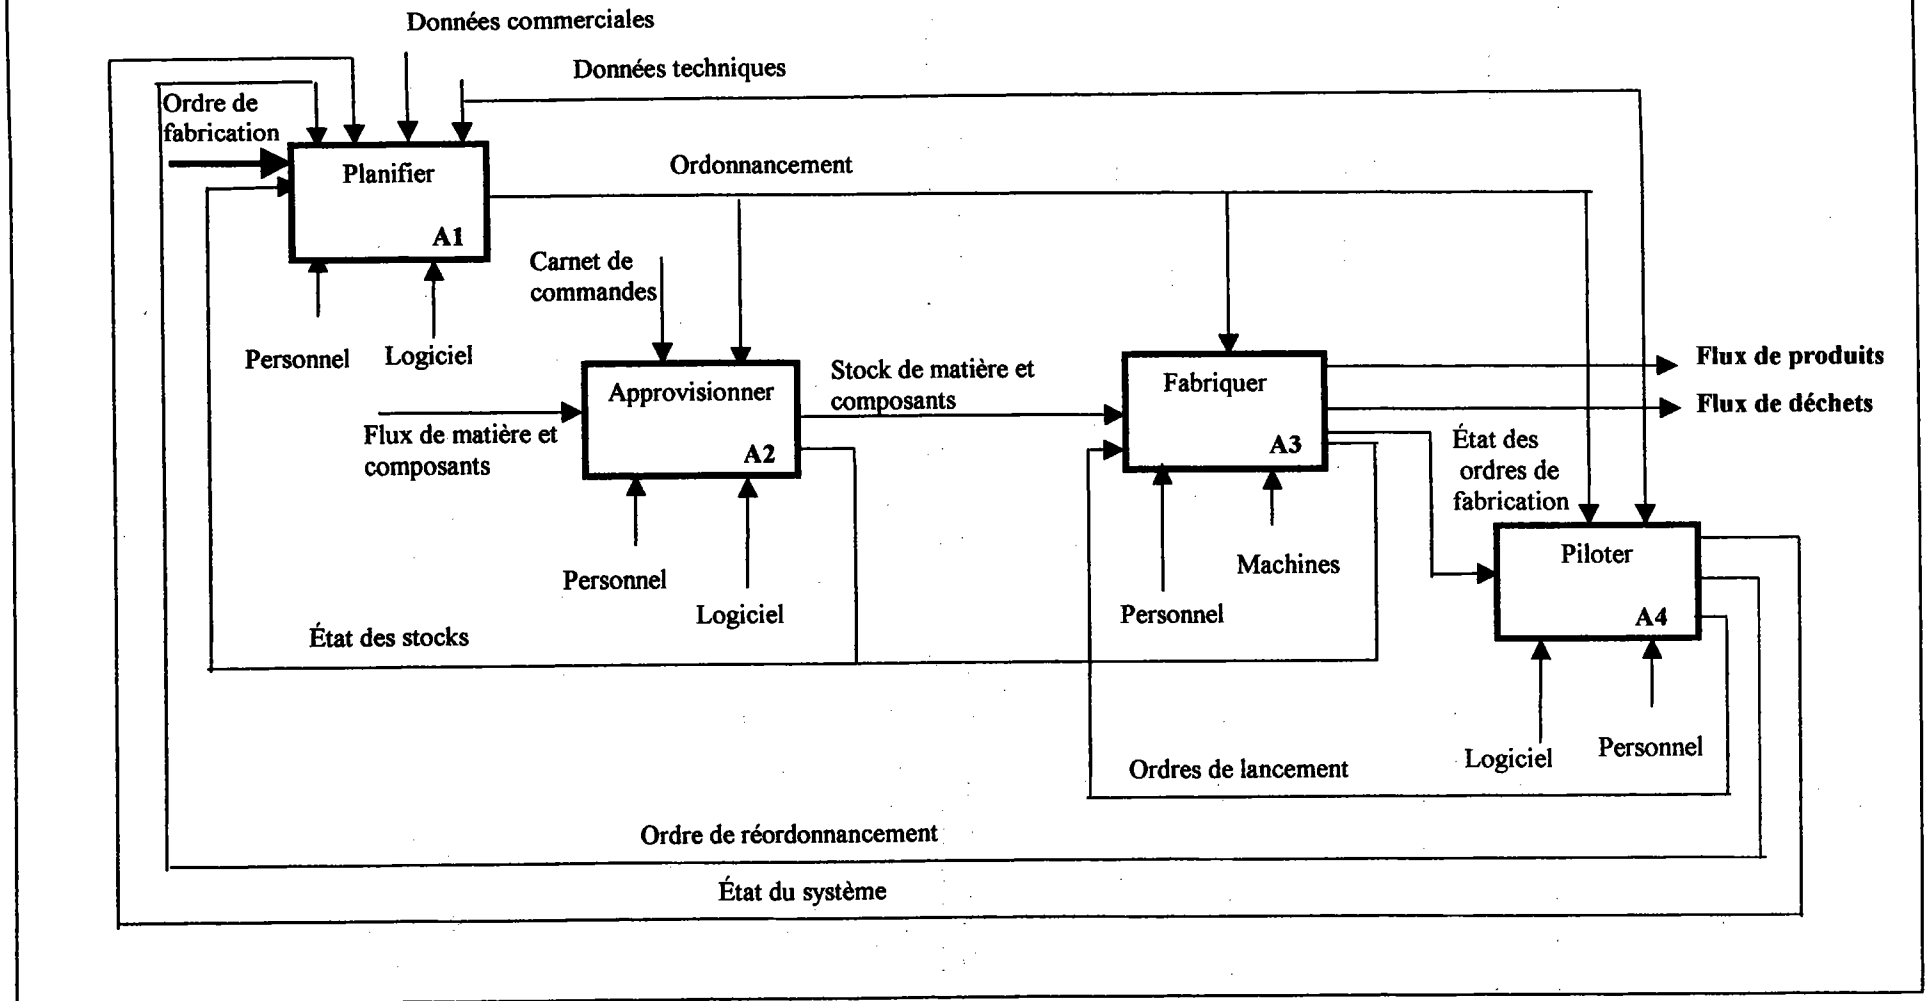 Données commerciales
Données techniques
Ordre de
fabrication
Planifier
A1
Ordonnancement
Personnel
Logiciel
Carnet de
commandes
Approvisionner
A2
Flux de matière et
composants
Stock de matière et
composants
Personnel
Logiciel
Fabriquer
A3
Flux de produits
Flux de déchets
État des
ordres de
fabrication
Machines
Personnel
Piloter
A4
Logiciel
Personnel
État des stocks
Ordres de lancement
Ordre de réordonnancement
État du système